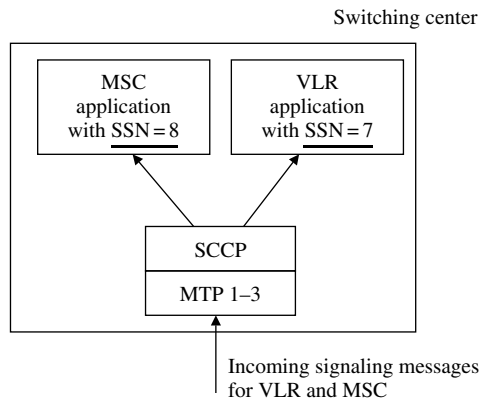 Switching center
MSC
application
with SSN = 8
VLR
application
with SSN = 7
SCCP
MTP 1–3
Incoming signaling messages
for VLR and MSC